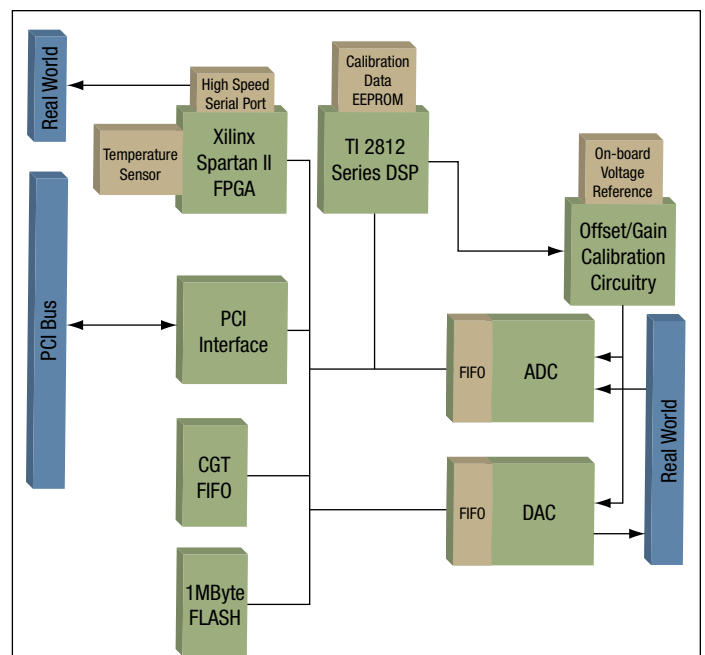 Real World
High Speed
Serial Port
Calibration
Data
EEPROM
Temperature
Sensor
Xilinx
Spartan II
FPGA
TI 2812
Series DSP
On-board
Voltage
Reference
Offset/Gain
Calibration
Circuitry
PCI Bus
PCI
Interface
FIFO
ADC
Real World
CGT
FIFO
FIFO
DAC
1MByte
FLASH